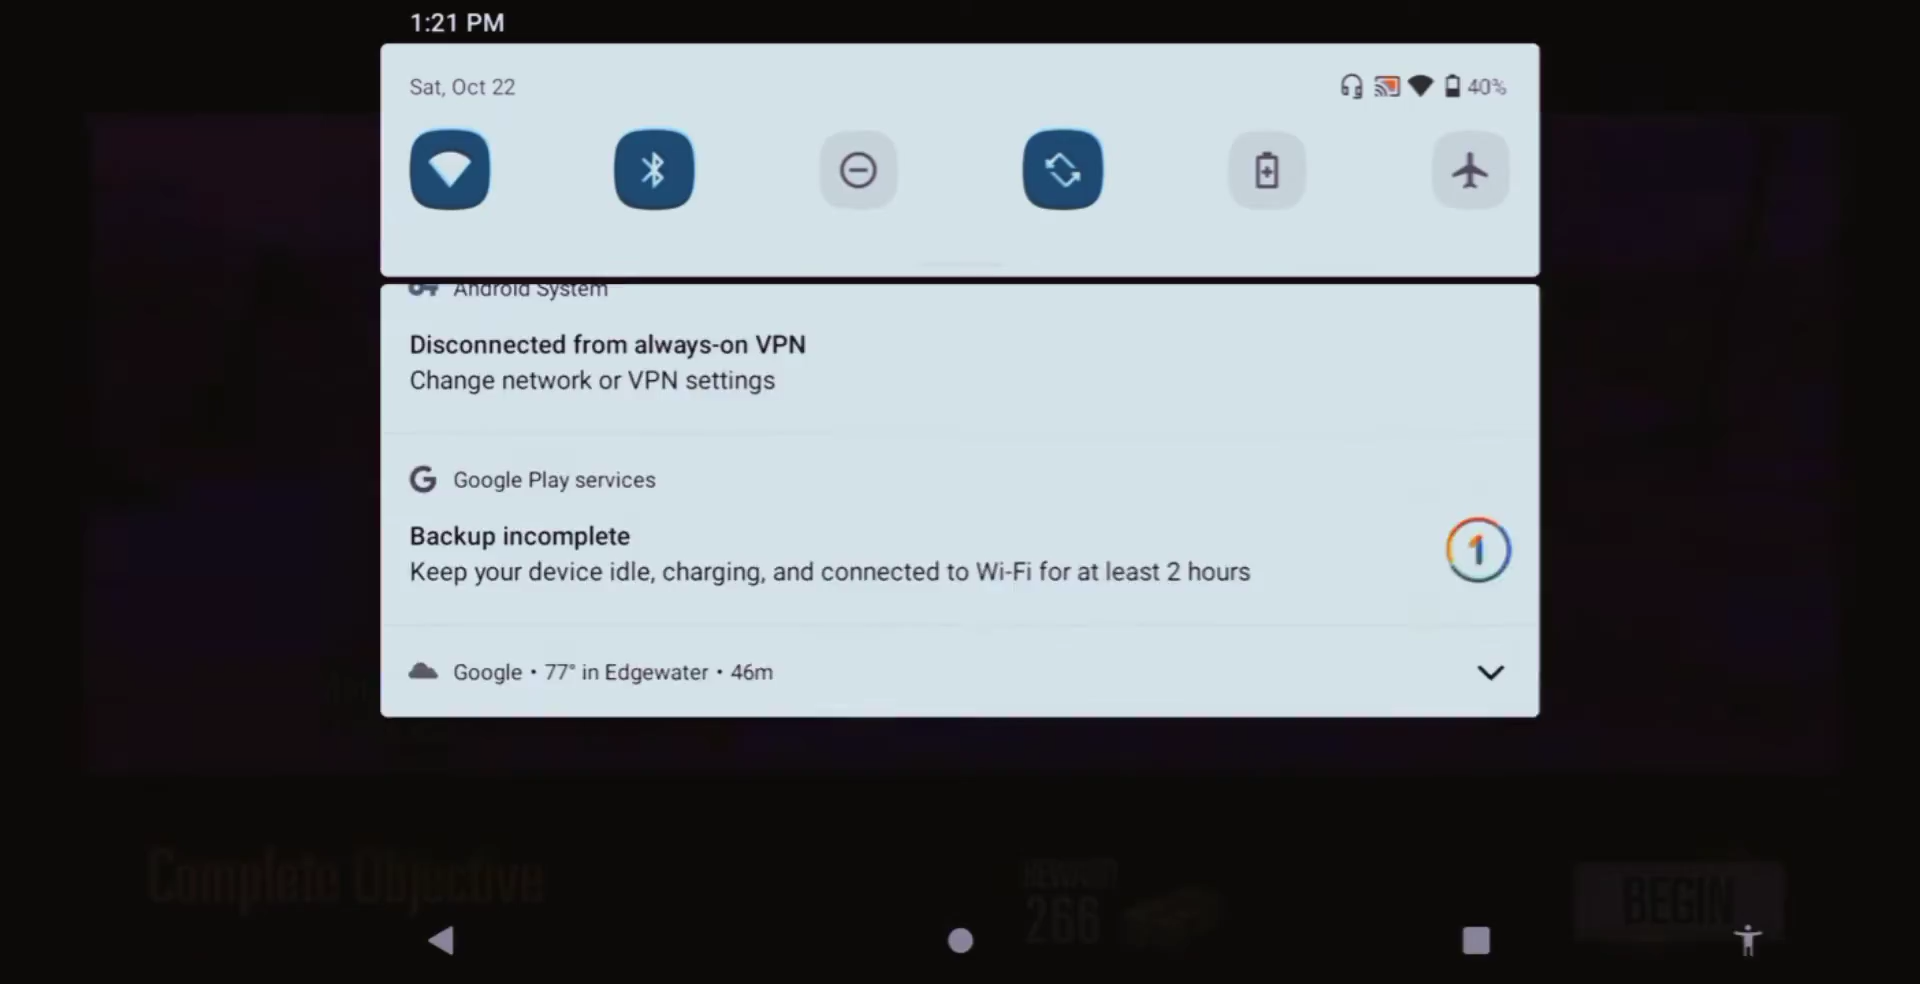 1:21 PM
Sat, Oct 22
40%
Android System
Disconnected from always-on VPN
Change network or VPN settings
Google Play services
Backup incomplete
Keep your device idle, charging, and connected to Wi-Fi for at least 2 hours
1
Google • 77° in Edgewater • 46m
Complete Objective
REWARD
266
BEGIN